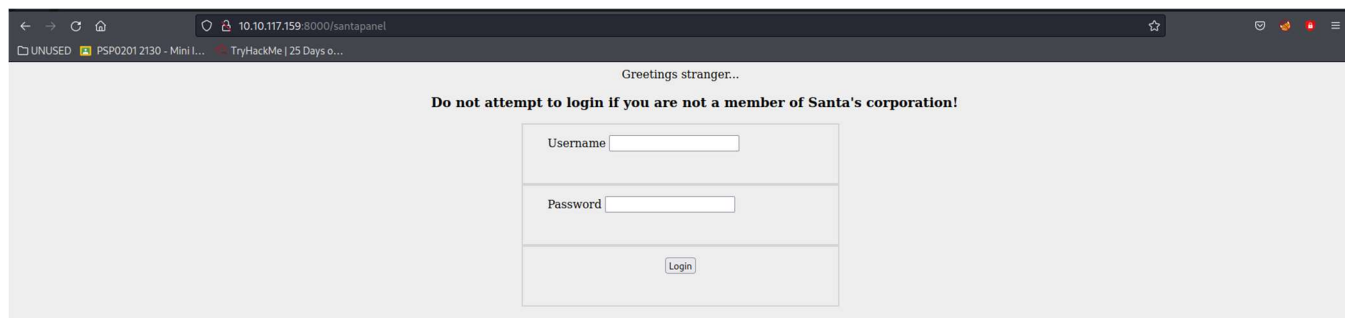 10.10.117.159:8000/santapanel
UNUSED PSP0201 2130 - Mini I... TryHackMe | 25 Days o...
Greetings stranger...
Do not attempt to login if you are not a member of Santa's corporation!
Username
Password
Login